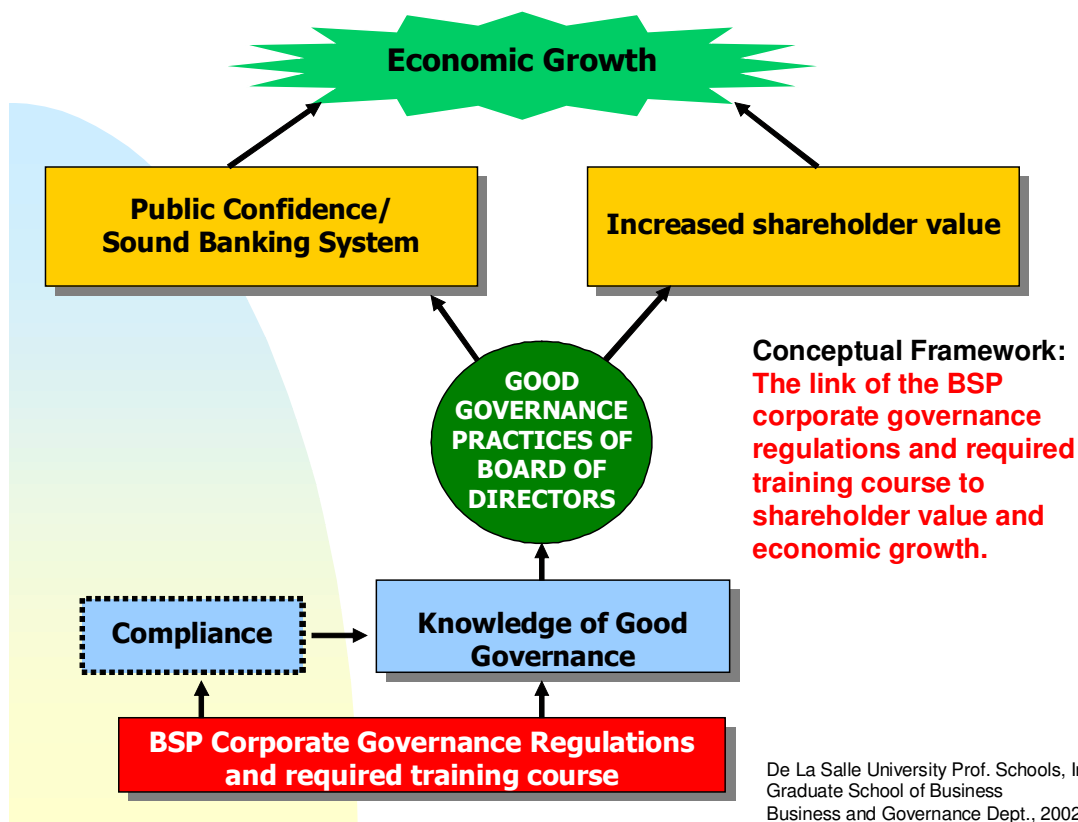 Economic Growth
Public Confidence/
Sound Banking System
Increased shareholder value
GOOD
GOVERNANCE
PRACTICES OF
BOARD OF
DIRECTORS
Conceptual Framework:
The link of the BSP
corporate governance
regulations and required
training course to
shareholder value and
economic growth.
Compliance
Knowledge of Good
Governance
BSP Corporate Governance Regulations
and required training course
De La Salle University Prof. Schools, In
Graduate School of Business
Business and Governance Dept., 2002